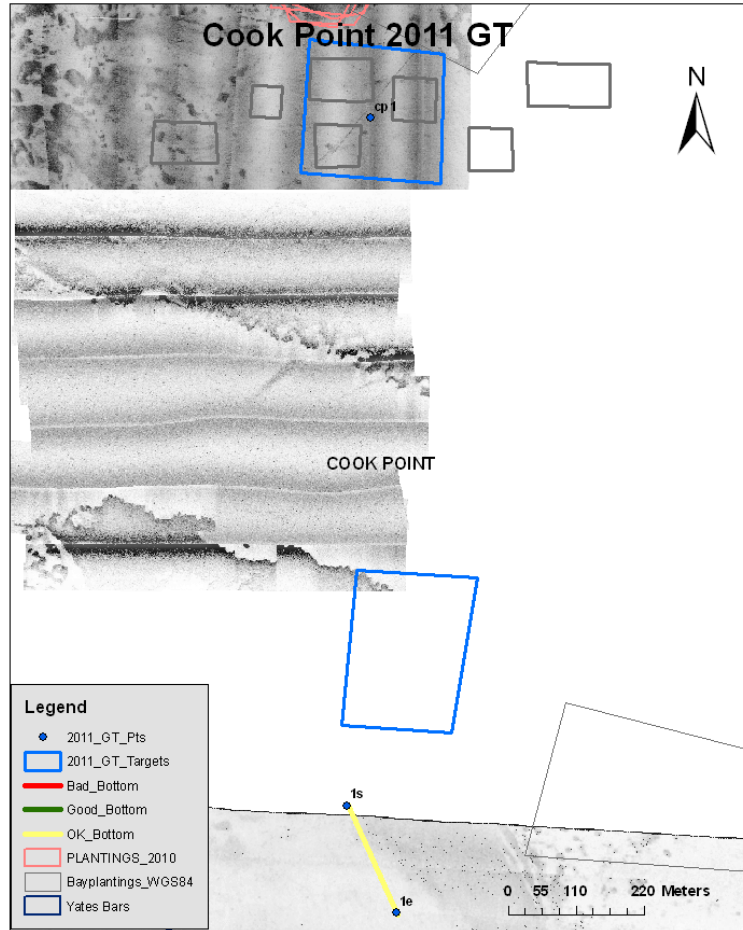 Cook Point 2011 GT
N
cp 1
COOK POINT
1s
1e
Legend
2011_GT_Pts
2011_GT_Targets
Bad_Bottom
Good_Bottom
OK_Bottom
PLANTINGS_2010
Bayplantings_WGS84
Yates Bars
0 55 110 220 Meters